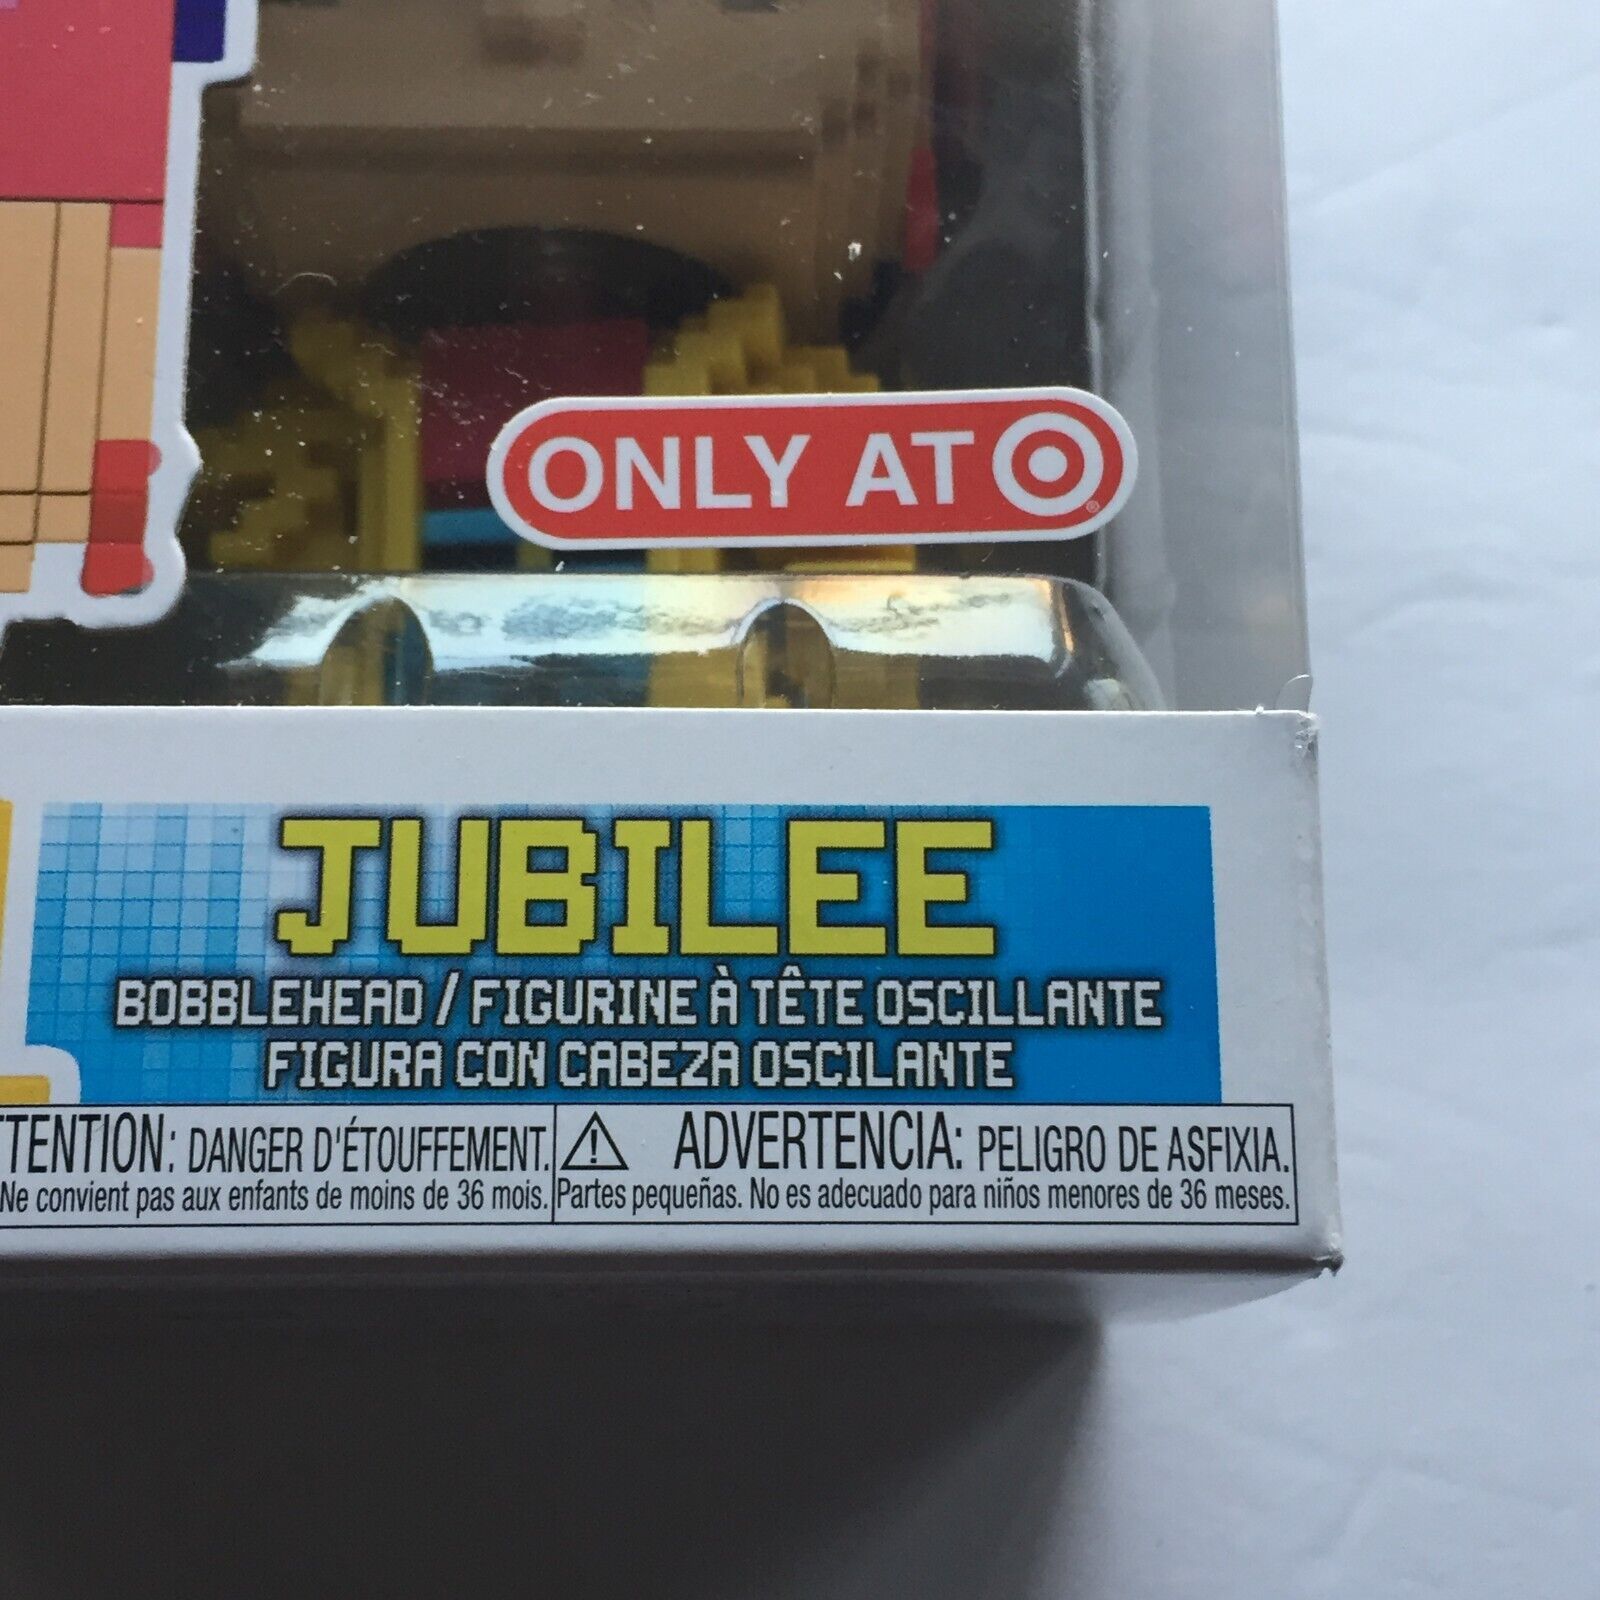 ONLY AT
®
JUBILEE
BOBBLEHEAD / FIGURINE À TÊTE OSCILLANTE
FIGURA CON CABEZA OSCILANTE
TTENTION: DANGER D'ÉTOUFFEMENT.
Ne convient pas aux enfants de moins de 36 mois.
ADVERTENCIA: PELIGRO DE ASFIXIA.
Partes pequeñas. No es adecuado para niños menores de 36 meses.